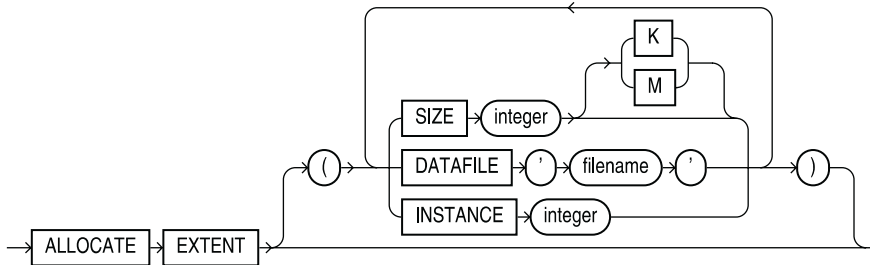 K
M
SIZE integer
( DATAFILE ' filename ' )
INSTANCE integer
ALLOCATE EXTENT